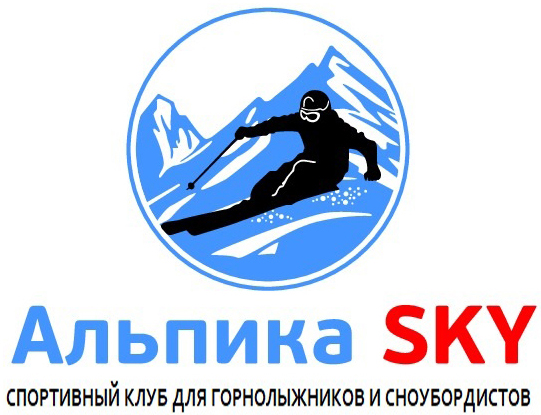 Альпика SKY
СПОРТИВНЫЙ КЛУБ ДЛЯ ГОРНОЛЫЖНИКОВ И СНОУБОРДИСТОВ